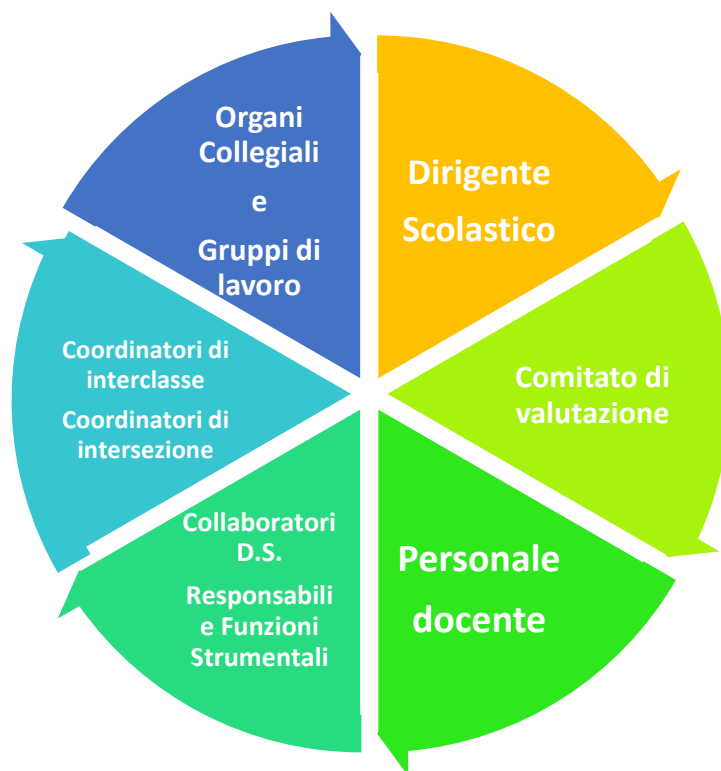 Dirigente
Scolastico
Comitato di
valutazione
Personale
docente
Collaboratori
D.S.
Responsabili
e Funzioni
Strumentali
Coordinatori di
interclasse
Coordinatori di
intersezione
Organi
Collegiali
e
Gruppi di
lavoro